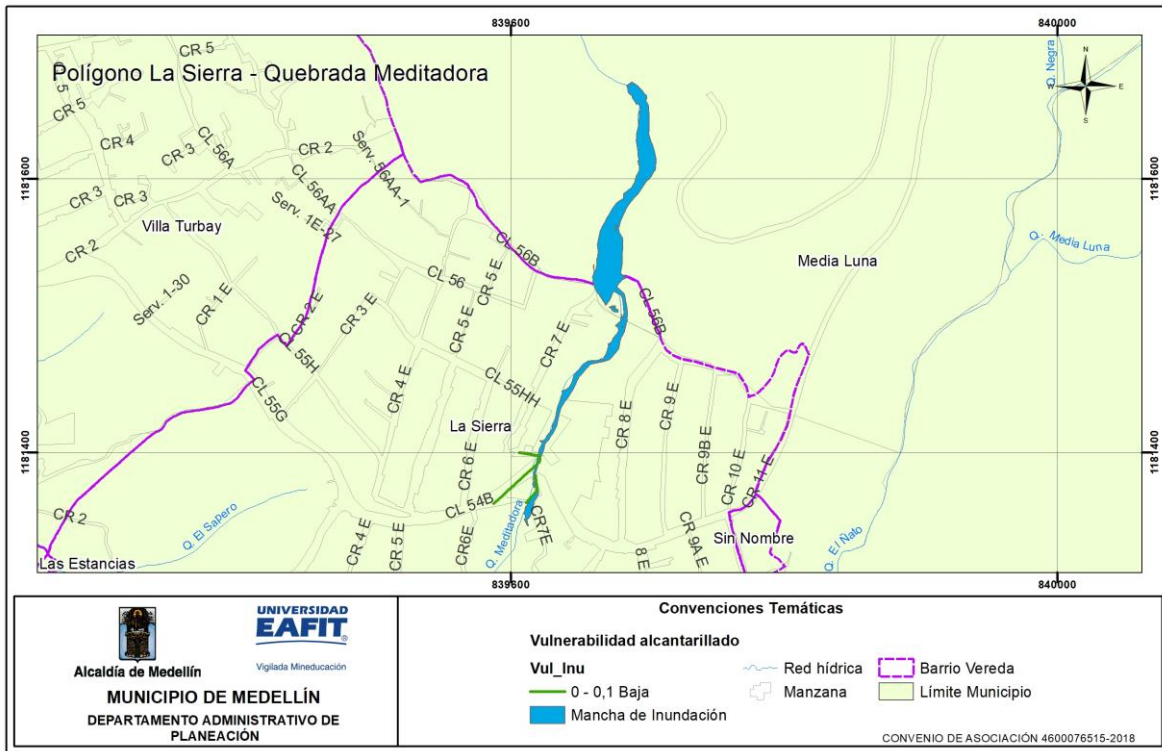 839600
840000
Polígono La Sierra - Quebrada Meditadora
CR 5
CR 5
CR 4
CR 3
CL 56A
CR 2
Serv. 56AA-1
CL 56AA
Serv. 1E-27
CR 3
CR 3
CR 2
Villa Turbay
Serv. 1-30
CR 1 E
CR 2 E
CR 3 E
CL 56
CR 5 E
CR 5 E
CL 56B
CL 56B
CR 7 E
CL 55H
CL 55G
CR 4 E
CL 55HH
La Sierra
CR 6 E
CL 54B
CR 8 E
CR 9 E
CR 9B E
CR 10 E
CR 11 E
Media Luna
Q. Media Luna
Q. Negra
N
W
E
S
1181600
1181600
1181400
1181400
CR 2
Q. El Sapero
Las Estancias
CR 4 E
CR 5 E
CR6E
Q. Meditadora
CR7E
8 E
CR 9A E
Sin Nombre
Q. El Ñato
839600
840000
Alcaldía de Medellín
UNIVERSIDAD
EAFIT
Vigilada Mineducación
MUNICIPIO DE MEDELLÍN
DEPARTAMENTO ADMINISTRATIVO DE
PLANEACIÓN
Convenciones Temáticas
Vulnerabilidad alcantarillado
Vul_Inu
0 - 0,1 Baja
Mancha de Inundación
Red hídrica
Manzana
Barrio Vereda
Límite Municipio
CONVENIO DE ASOCIACIÓN 4600076515-2018